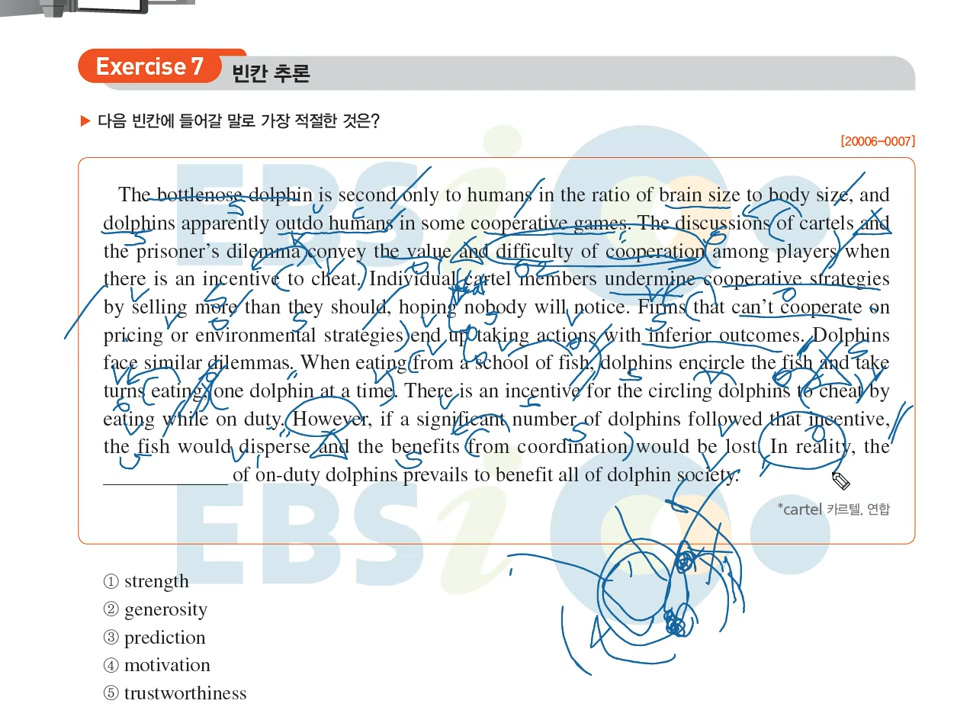 Exercise 7 빈칸 추론
▶ 다음 빈칸에 들어갈 말로 가장 적절한 것은?
[20006-0007]
The bottlenose dolphin is second only to humans in the ratio of brain size to body size, and
dolphins apparently outdo humans in some cooperative games. The discussions of cartels and
the prisoner's dilemma convey the value and difficulty of cooperation among players when
there is an incentive to cheat. Individual cartel members undermine cooperative strategies
by selling more than they should, hoping nobody will notice. Firms that can't cooperate on
pricing or environmental strategies end up taking actions with inferior outcomes. Dolphins
face similar dilemmas. When eating from a school of fish, dolphins encircle the fish and take
turns eating, one dolphin at a time. There is an incentive for the circling dolphins to cheat by
eating while on duty. However, if a significant number of dolphins followed that incentive,
the fish would disperse and the benefits from coordination would be lost. In reality, the
____________ of on-duty dolphins prevails to benefit all of dolphin society.
*cartel 카르텔, 연합
① strength
② generosity
③ prediction
④ motivation
⑤ trustworthiness
EBSi
EBSi